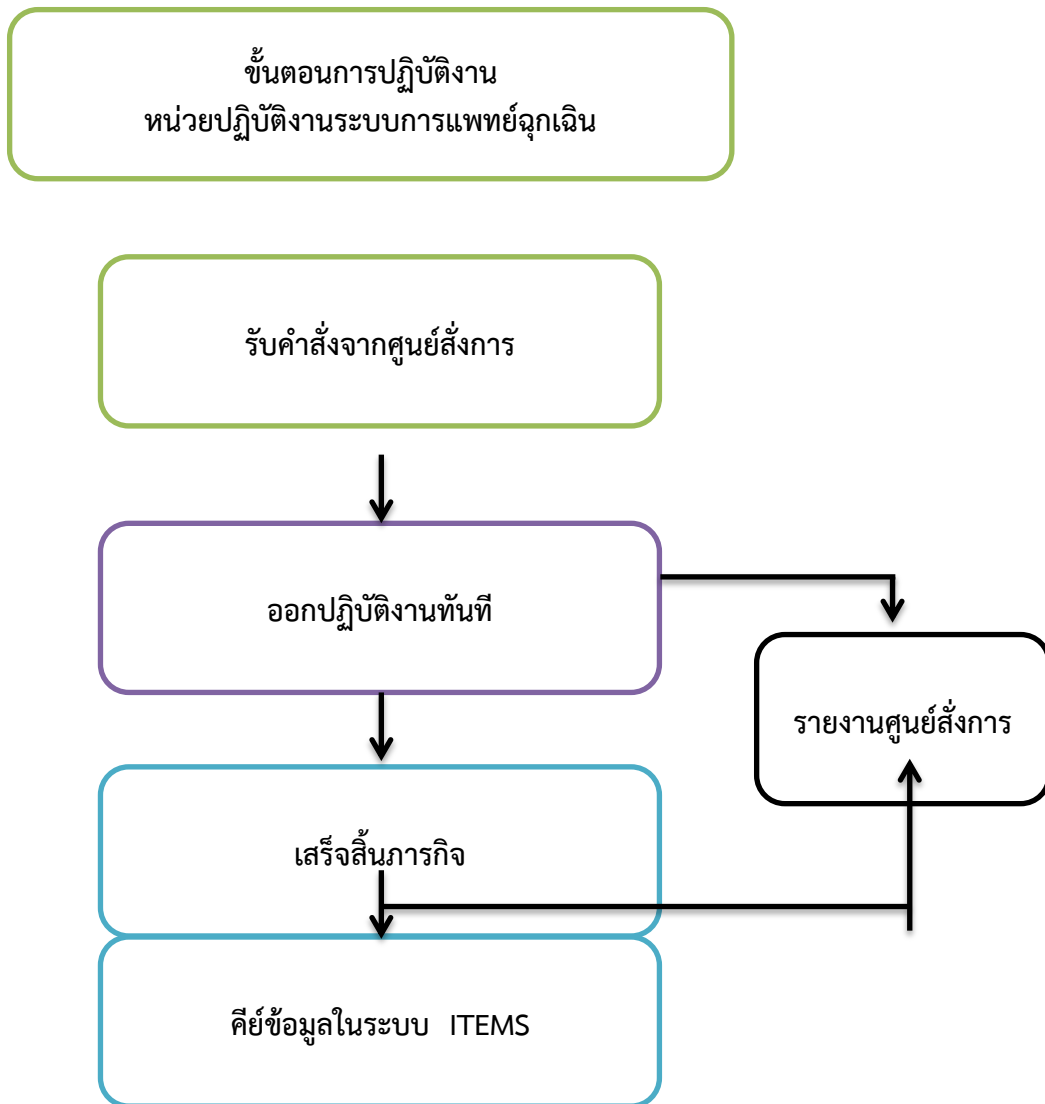 ขั้นตอนการปฏิบัติงาน
หน่วยปฏิบัติงานระบบการแพทย์ฉุกเฉิน
รับคำสั่งจากศูนย์สั่งการ
ออกปฏิบัติงานทันที
รายงานศูนย์สั่งการ
เสร็จสิ้นภารกิจ
คีย์ข้อมูลในระบบ ITEMS